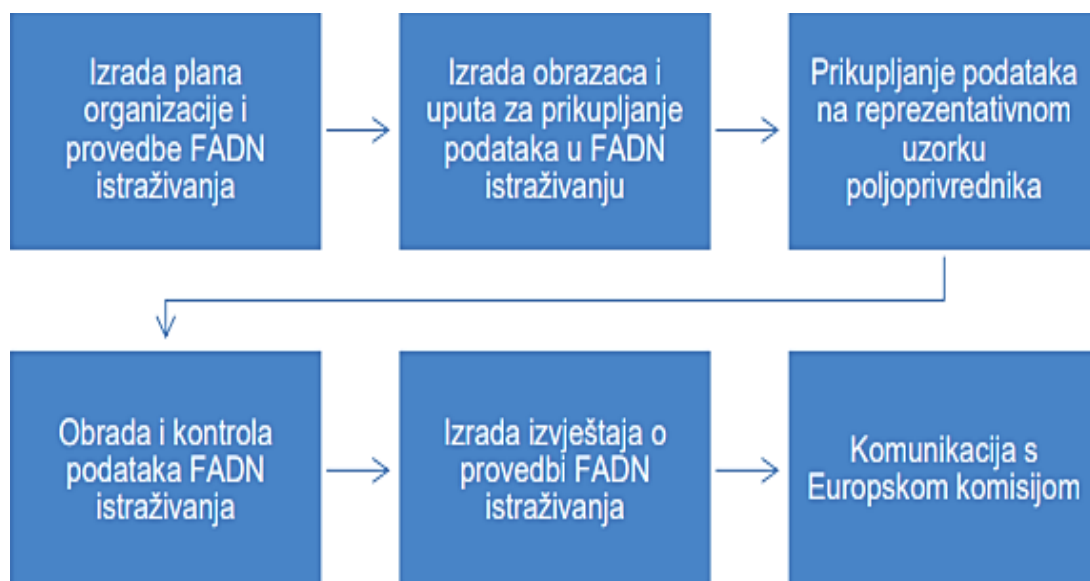 Izrada plana
organizacije i
provedbe FADN
istraživanja
Izrada obrazaca i
uputa za prikupljanje
podataka u FADN
istraživanju
Prikupljanje podataka
na reprezentativnom
uzorku
poljoprivrednika
Obrada i kontrola
podataka FADN
istraživanja
Izrada izvještaja o
provedbi FADN
istraživanja
Komunikacija s
Europskom komisijom